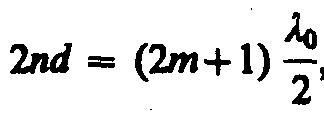 2nd = (2m+1) λ₀/2,